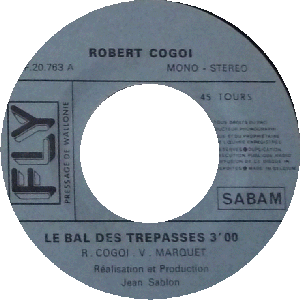 ROBERT COGOI
20.763 A
MONO - STEREO
45 TOURS
FLY
PRESSAGE DE WALLONIE
SABAM
LE BAL DES TREPASSES 3'00
R. COGOI . V. MARQUET
Réalisation et Production
Jean Sablon